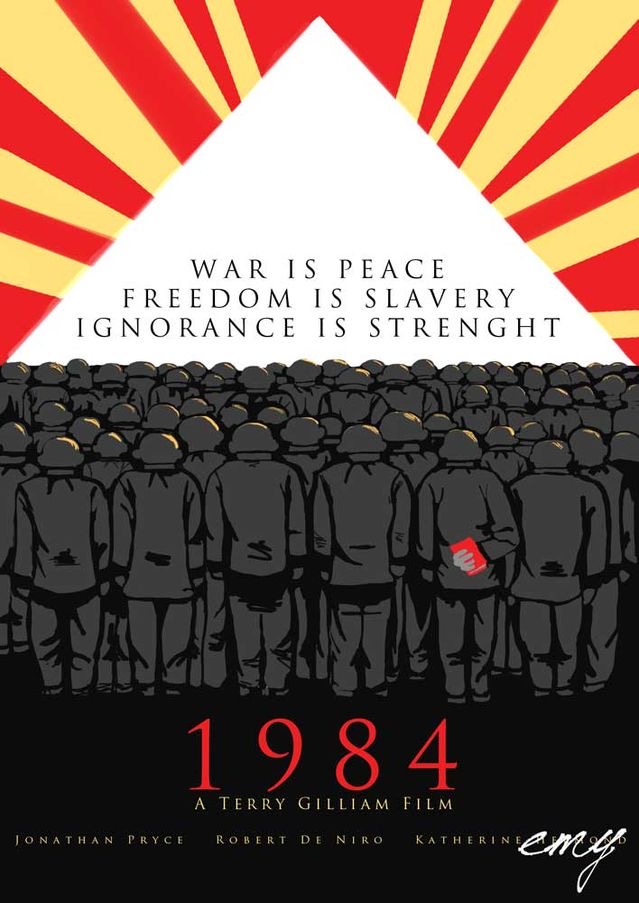 WAR IS PEACE
FREEDOM IS SLAVERY
IGNORANCE IS STRENGHT
1984
A TERRY GILLIAM FILM
JONATHAN PRYCE ROBERT DE NIRO KATHERINE
emy